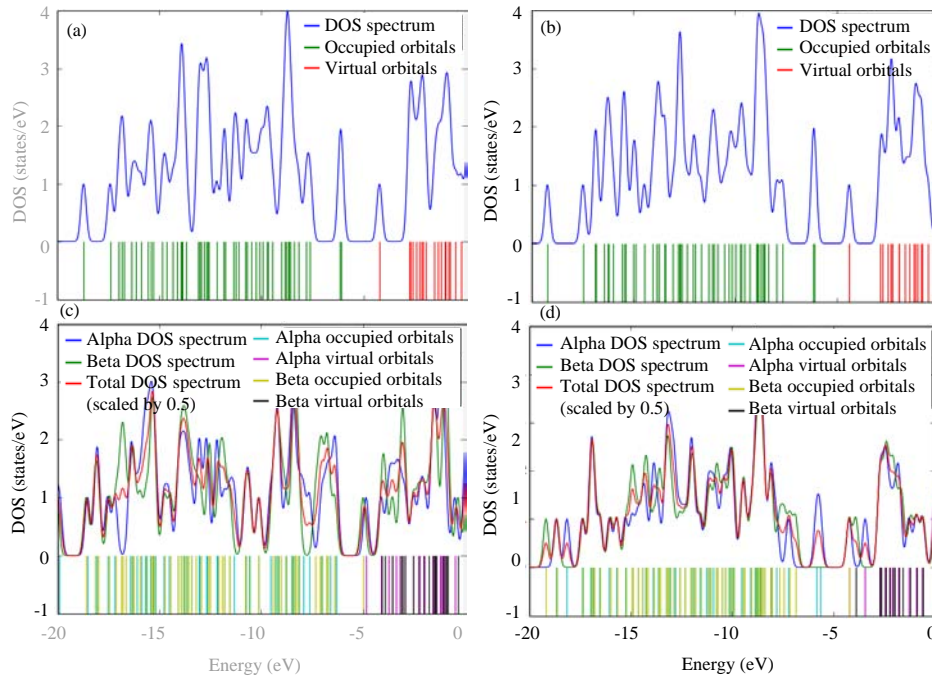 (a)
DOS spectrum
Occupied orbitals
Virtual orbitals
DOS (states/eV)
4
3
2
1
0
-1
(b)
DOS spectrum
Occupied orbitals
Virtual orbitals
DOS (states/eV)
4
3
2
1
0
-1
(c)
Alpha DOS spectrum
Beta DOS spectrum
Total DOS spectrum
(scaled by 0.5)
Alpha occupied orbitals
Alpha virtual orbitals
Beta occupied orbitals
Beta virtual orbitals
DOS (states/eV)
4
3
2
1
0
-1
-20 -15 -10 -5 0
Energy (eV)
(d)
Alpha DOS spectrum
Beta DOS spectrum
Total DOS spectrum
(scaled by 0.5)
Alpha occupied orbitals
Alpha virtual orbitals
Beta occupied orbitals
Beta virtual orbitals
DOS (states/eV)
4
3
2
1
0
-1
-20 -15 -10 -5 0
Energy (eV)